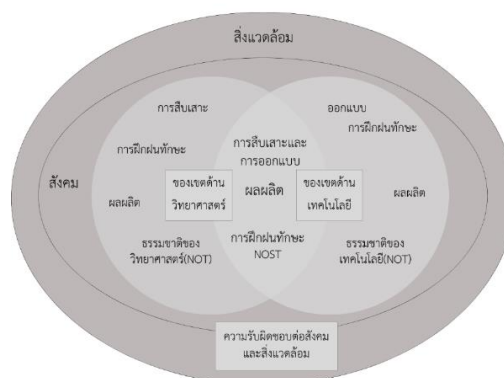 สิ่งแวดล้อม
การสืบเสาะ
ออกแบบ
การฝึกฝนทักษะ
การสืบเสาะและ
การออกแบบ
การฝึกฝนทักษะ
สังคม
ผลผลิต
ของเขตด้าน
วิทยาศาสตร์
ผลผลิต
ของเขตด้าน
เทคโนโลยี
ผลผลิต
การฝึกฝนทักษะ
NOST
ธรรมชาติของ
วิทยาศาสตร์(NOT)
ธรรมชาติของ
เทคโนโลยี(NOT)
ความรับผิดชอบต่อสังคม
และสิ่งแวดล้อม